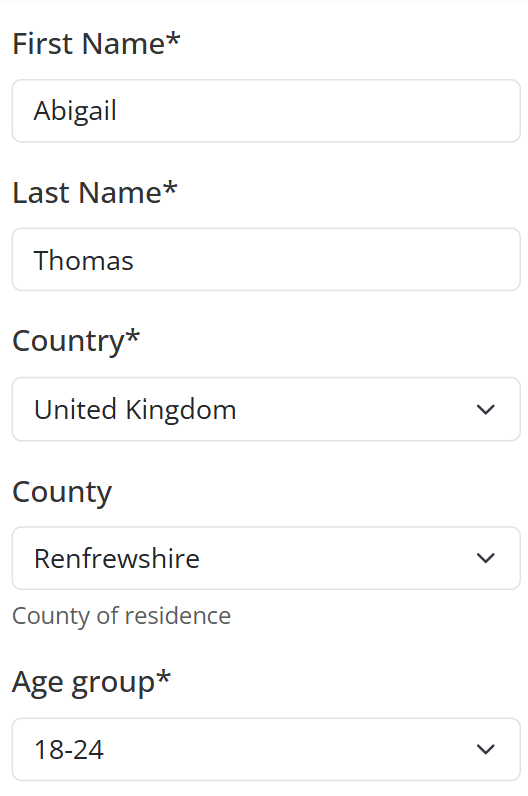 First Name*
Abigail
Last Name*
Thomas
Country*
United Kingdom
County
Renfrewshire
County of residence
Age group*
18-24